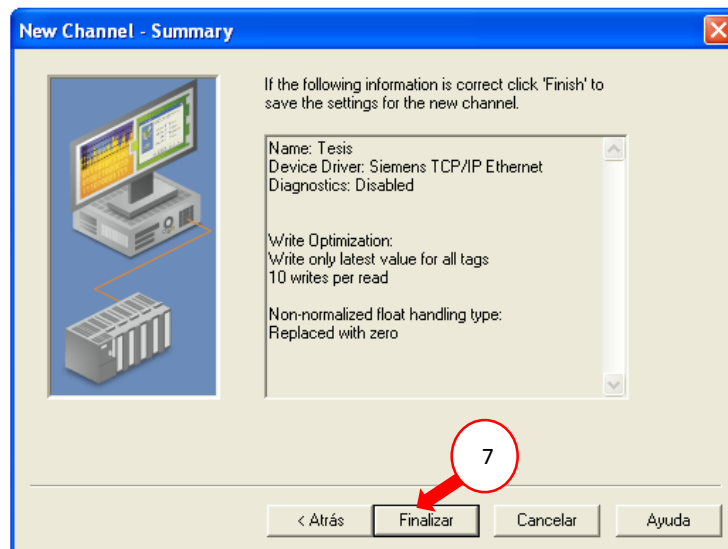 New Channel - Summary
If the following information is correct click 'Finish' to
save the settings for the new channel.
Name: Tesis
Device Driver: Siemens TCP/IP Ethernet
Diagnostics: Disabled
Write Optimization:
Write only latest value for all tags
10 writes per read
Non-normalized float handling type:
Replaced with zero
7
< Atrás Finalizar Cancelar Ayuda